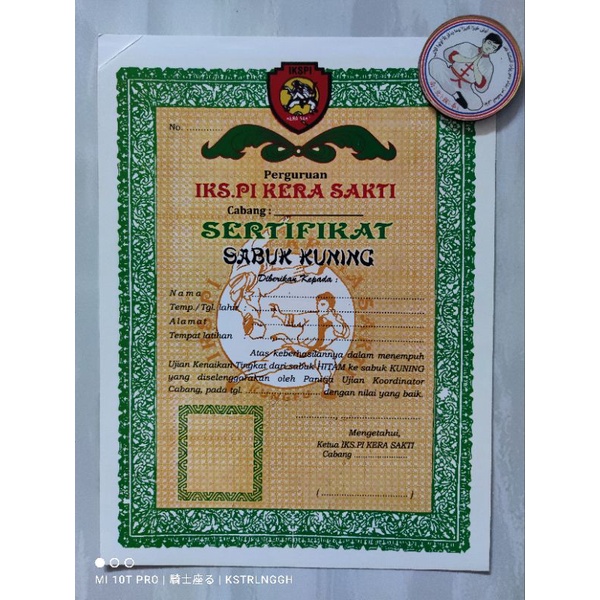 IKSPI
KERA SAKTI
No. ............
Perguruan
IKS.PI KERA SAKTI
Cabang : ______________
SERTIFIKAT
SABUK KUNING
Diberikan Kepada :
Nama
Temp./Tgl. lahir
Alamat
Tempat latihan
Atas keberhasilannya dalam menempuh
Ujian Kenaikan Tingkat dari sabuk HITAM ke sabuk KUNING
yang diselenggarakan oleh Panitia Ujian Koordinator
Cabang, pada tgl. ........................ dengan nilai yang baik.
Mengetahui,
Ketua IKS.PI KERA SAKTI
Cabang ....................
(................................)
MI 10T PRO | 騎士座る | KSTRLNGGH